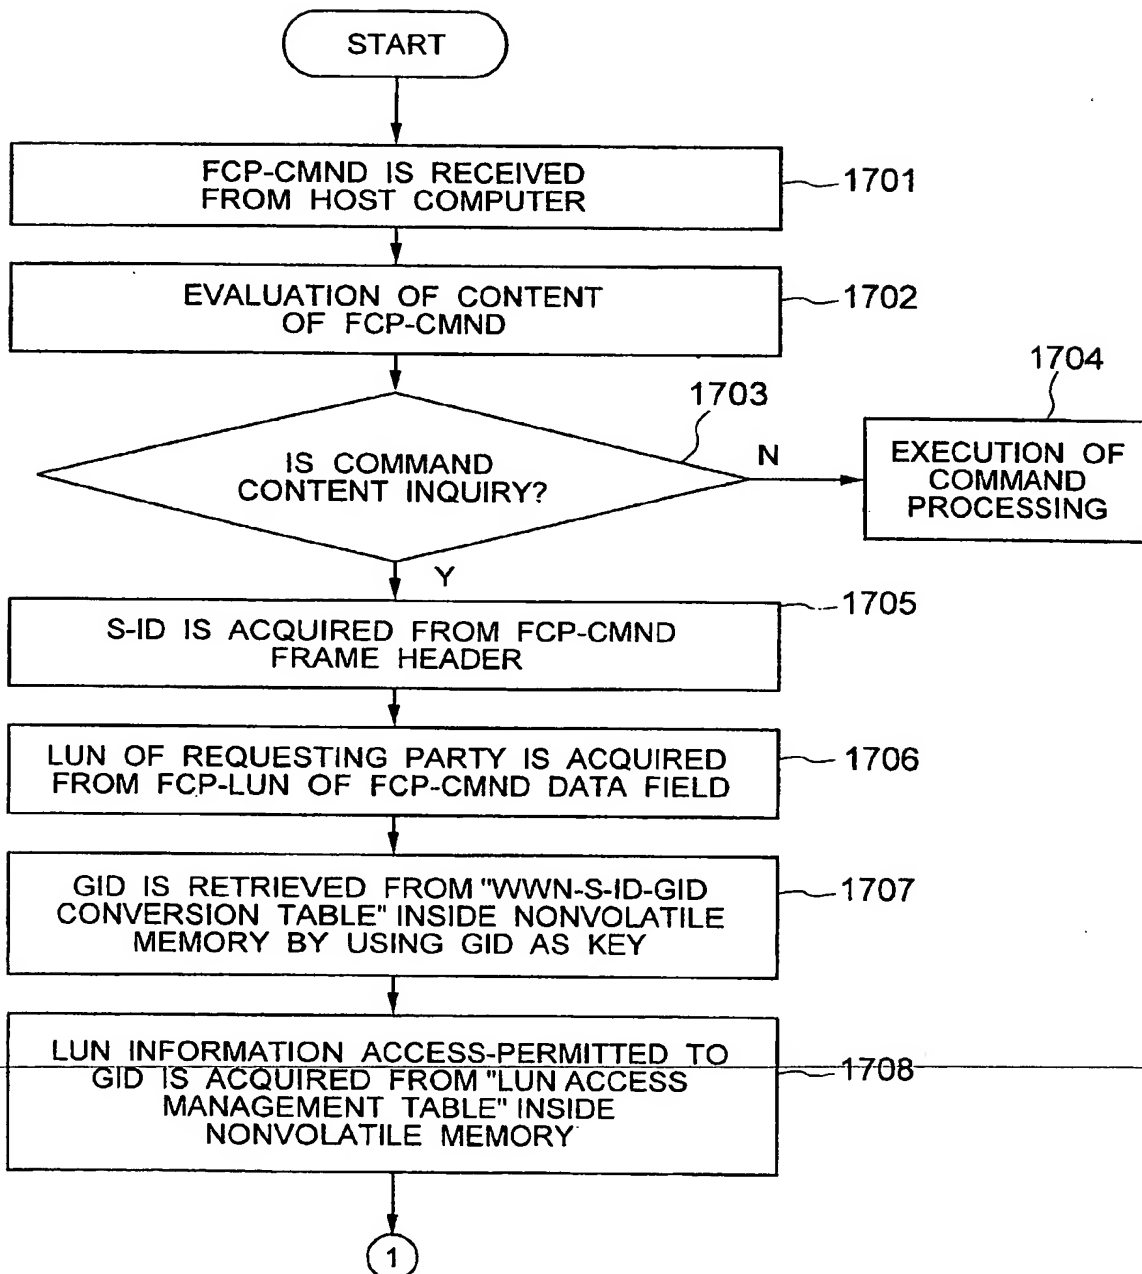 START
FCP-CMND IS RECEIVED
FROM HOST COMPUTER
1701
EVALUATION OF CONTENT
OF FCP-CMND
1702
1703
IS COMMAND
CONTENT INQUIRY?
N
1704
EXECUTION OF
COMMAND
PROCESSING
Y
S-ID IS ACQUIRED FROM FCP-CMND
FRAME HEADER
1705
LUN OF REQUESTING PARTY IS ACQUIRED
FROM FCP-LUN OF FCP-CMND DATA FIELD
1706
GID IS RETRIEVED FROM "WWN-S-ID-GID
CONVERSION TABLE" INSIDE NONVOLATILE
MEMORY BY USING GID AS KEY
1707
LUN INFORMATION ACCESS-PERMITTED TO
GID IS ACQUIRED FROM "LUN ACCESS
MANAGEMENT TABLE" INSIDE
NONVOLATILE MEMORY
1708
1